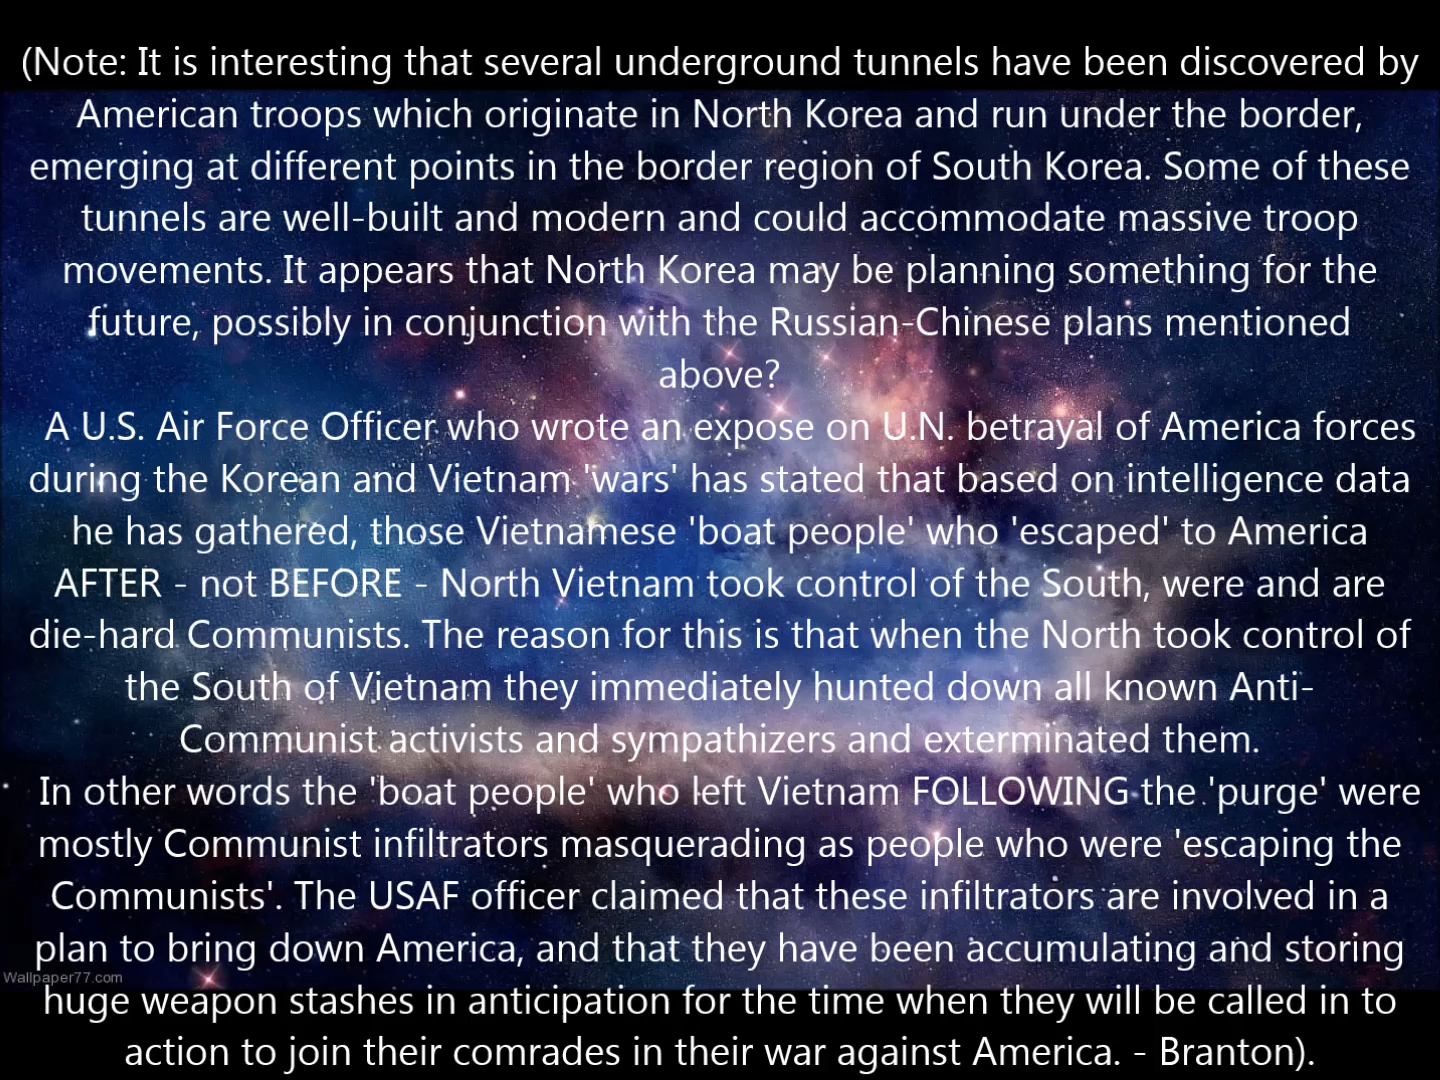 (Note: It is interesting that several underground tunnels have been discovered by
American troops which originate in North Korea and run under the border,
emerging at different points in the border region of South Korea. Some of these
tunnels are well-built and modern and could accommodate massive troop
movements. It appears that North Korea may be planning something for the
future, possibly in conjunction with the Russian-Chinese plans mentioned
above?
A U.S. Air Force Officer who wrote an expose on U.N. betrayal of America forces
during the Korean and Vietnam 'wars' has stated that based on intelligence data
he has gathered, those Vietnamese 'boat people' who 'escaped' to America
AFTER - not BEFORE - North Vietnam took control of the South, were and are
die-hard Communists. The reason for this is that when the North took control of
the South of Vietnam they immediately hunted down all known Anti-
Communist activists and sympathizers and exterminated them.
In other words the 'boat people' who left Vietnam FOLLOWING the 'purge' were
mostly Communist infiltrators masquerading as people who were 'escaping the
Communists'. The USAF officer claimed that these infiltrators are involved in a
plan to bring down America, and that they have been accumulating and storing
Wallpaper77.com
huge weapon stashes in anticipation for the time when they will be called in to
action to join their comrades in their war against America. - Branton).